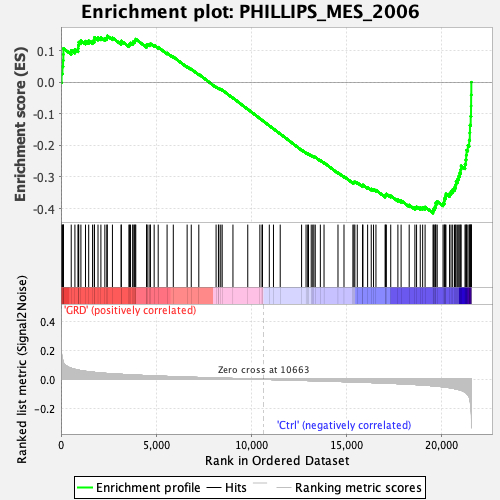 Enrichment plot: PHILLIPS_MES_2006
Enrichment score (ES)
0.1
0.0
-0.1
-0.2
-0.3
-0.4
'GRD' (positively correlated)
Ranked list metric (Signal2Noise)
0.4
0.2
0.0
-0.2
Zero cross at 10663
'Ctrl' (negatively correlated)
0
5,000
10,000
15,000
20,000
Rank in Ordered Dataset
Enrichment profile
Hits
Ranking metric scores